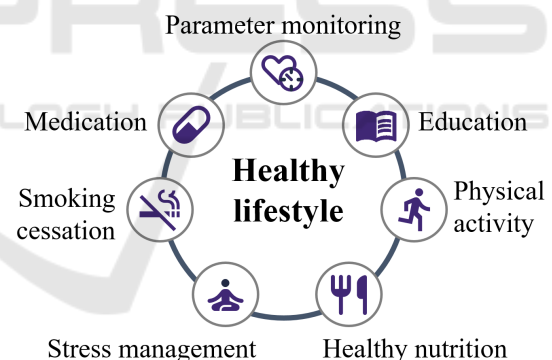 Parameter monitoring
Medication
Education
Healthy
lifestyle
Smoking
cessation
Physical
activity
Stress management
Healthy nutrition